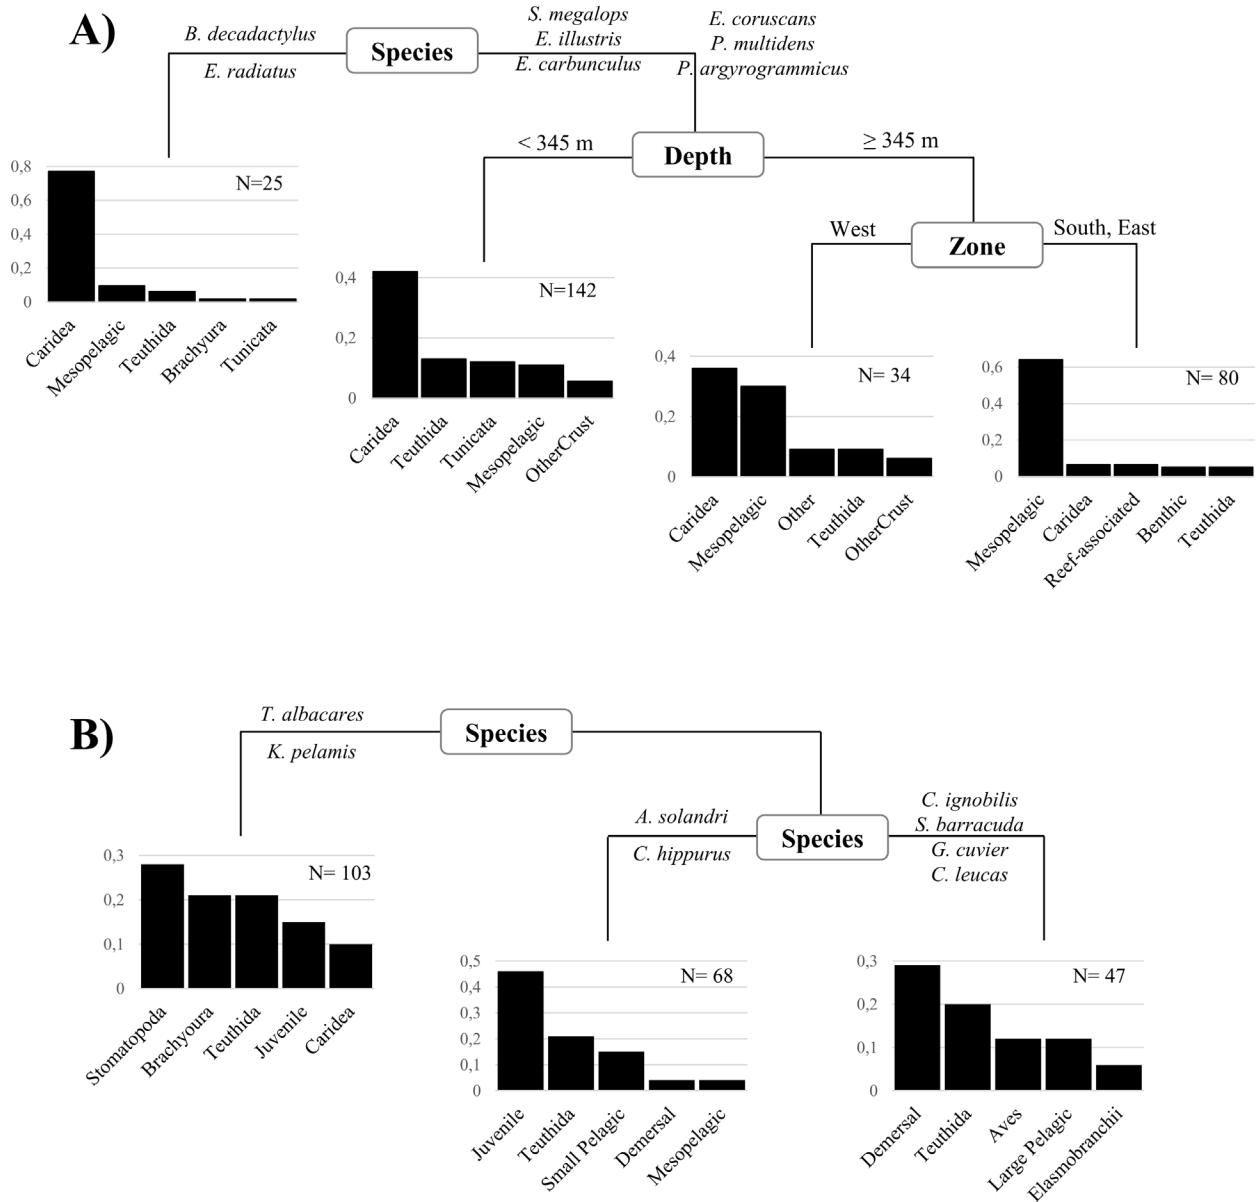 A)
B. decadactylus
E. radiatus
Species
S. megalops
E. illustris
E. carbunculus
E. coruscans
P. multidens
P. argyrogrammicus
< 345 m
Depth
≥ 345 m
West
Zone
South, East
0,8
0,6
0,4
0,2
0
N=25
Caridea
Mesopelagic
Teuthida
Brachyura
Tunicata
0,4
0,2
0
N=142
Caridea
Teuthida
Tunicata
Mesopelagic
OtherCrust
0,4
0,2
0
N= 34
Caridea
Mesopelagic
Other
Teuthida
OtherCrust
0,6
0,4
0,2
0
N= 80
Mesopelagic
Caridea
Reef-associated
Benthic
Teuthida
B)
T. albacares
K. pelamis
Species
A. solandri
C. hippurus
Species
C. ignobilis
S. barracuda
G. cuvier
C. leucas
0,3
0,2
0,1
0
N= 103
Stomatopoda
Brachyoura
Teuthida
Juvenile
Caridea
0,5
0,4
0,3
0,2
0,1
0
N= 68
Juvenile
Teuthida
Small Pelagic
Demersal
Mesopelagic
0,3
0,2
0,1
0
N= 47
Demersal
Teuthida
Aves
Large Pelagic
Elasmobranchii